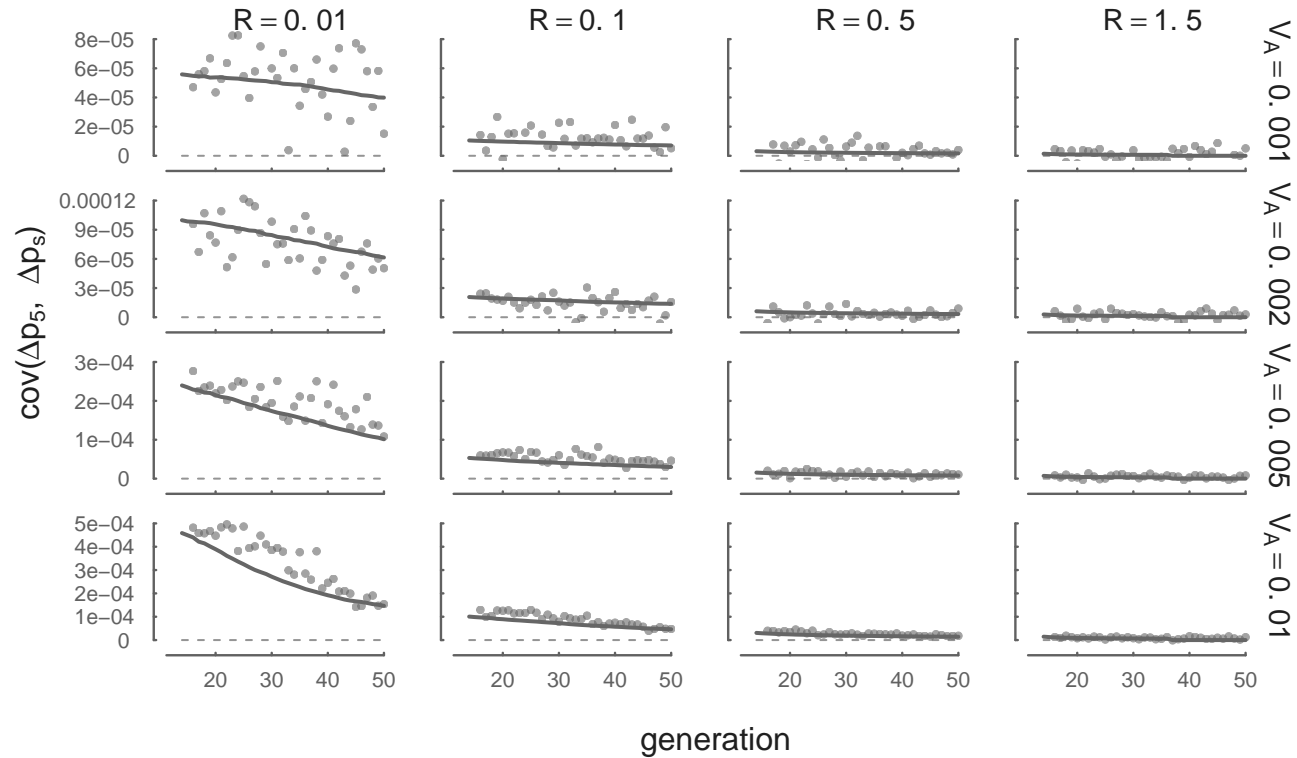 R = 0. 01 R = 0. 1 R = 0. 5 R = 1. 5
8e−05
6e−05
4e−05
2e−05
0
V_A = 0. 001
0.00012
9e−05
6e−05
3e−05
0
V_A = 0. 002
3e−04
2e−04
1e−04
0
V_A = 0. 005
5e−04
4e−04
3e−04
2e−04
1e−04
0
V_A = 0. 01
cov(Δp₅, Δpₛ)
20 30 40 50 20 30 40 50 20 30 40 50 20 30 40 50
generation